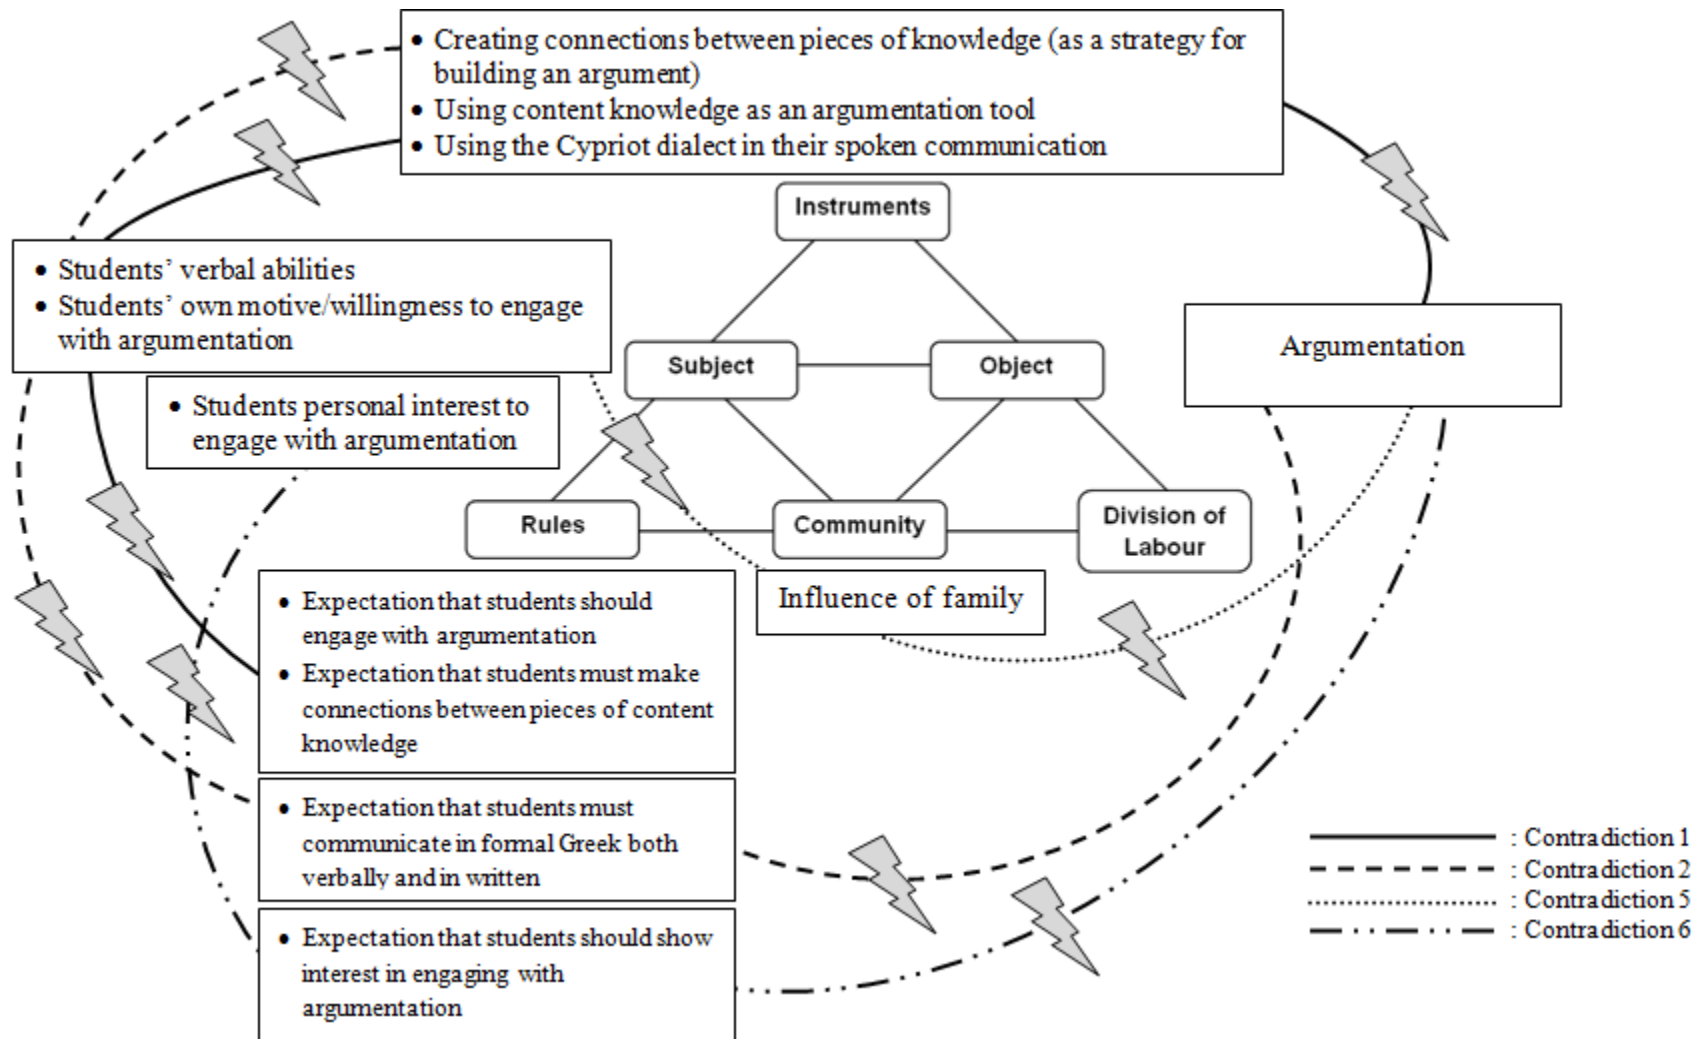 • Creating connections between pieces of knowledge (as a strategy for
building an argument)
• Using content knowledge as an argumentation tool
• Using the Cypriot dialect in their spoken communication
Instruments
• Students’ verbal abilities
• Students’ own motive/willingness to engage
with argumentation
Subject
Object
Argumentation
• Students personal interest to
engage with argumentation
Rules
Community
Division of
Labour
• Expectation that students should
engage with argumentation
• Expectation that students must make
connections between pieces of content
knowledge
Influence of family
• Expectation that students must
communicate in formal Greek both
verbally and in written
• Expectation that students should show
interest in engaging with
argumentation
: Contradiction 1
: Contradiction 2
: Contradiction 5
: Contradiction 6